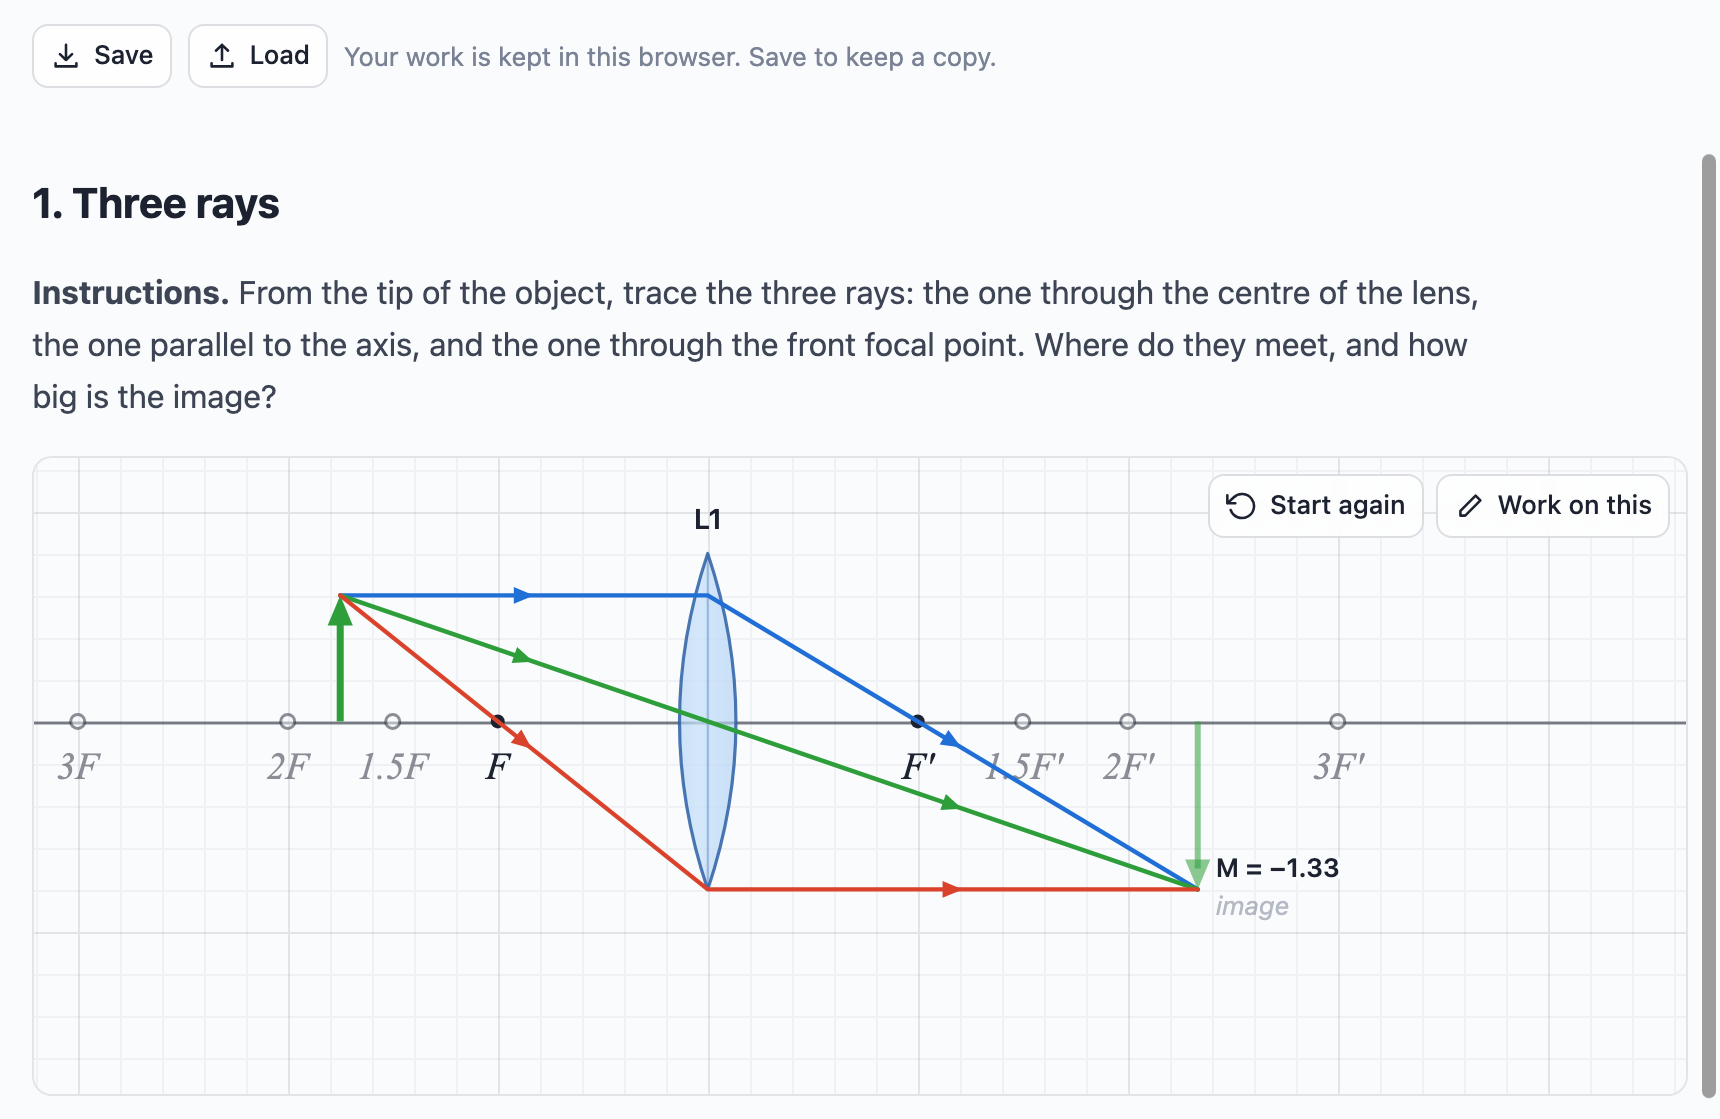 Save Load Your work is kept in this browser. Save to keep a copy.
1. Three rays
Instructions. From the tip of the object, trace the three rays: the one through the centre of the lens,
the one parallel to the axis, and the one through the front focal point. Where do they meet, and how
big is the image?
Start again Work on this
L1
3F 2F 1.5F F F' 1.5F' 2F' 3F'
M = −1.33
image